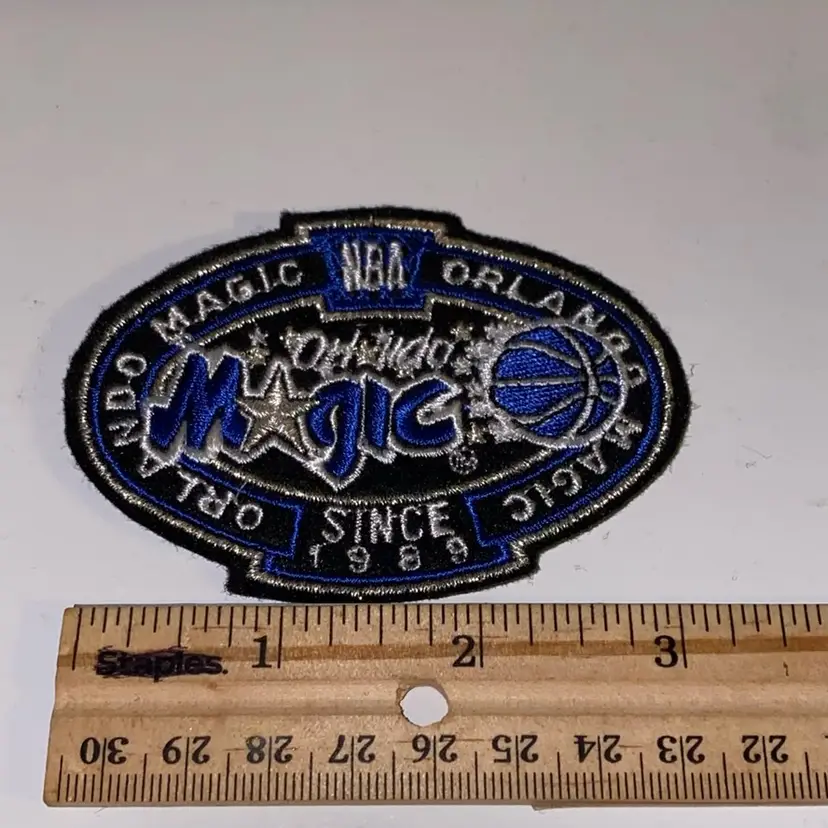 NBA
ORLANDO MAGIC
ORLANDO MAGIC
Orlando
MAGIC
®
SINCE
1989
1 2 3
Staples.
30 29 28 27 26 25 24 23 22